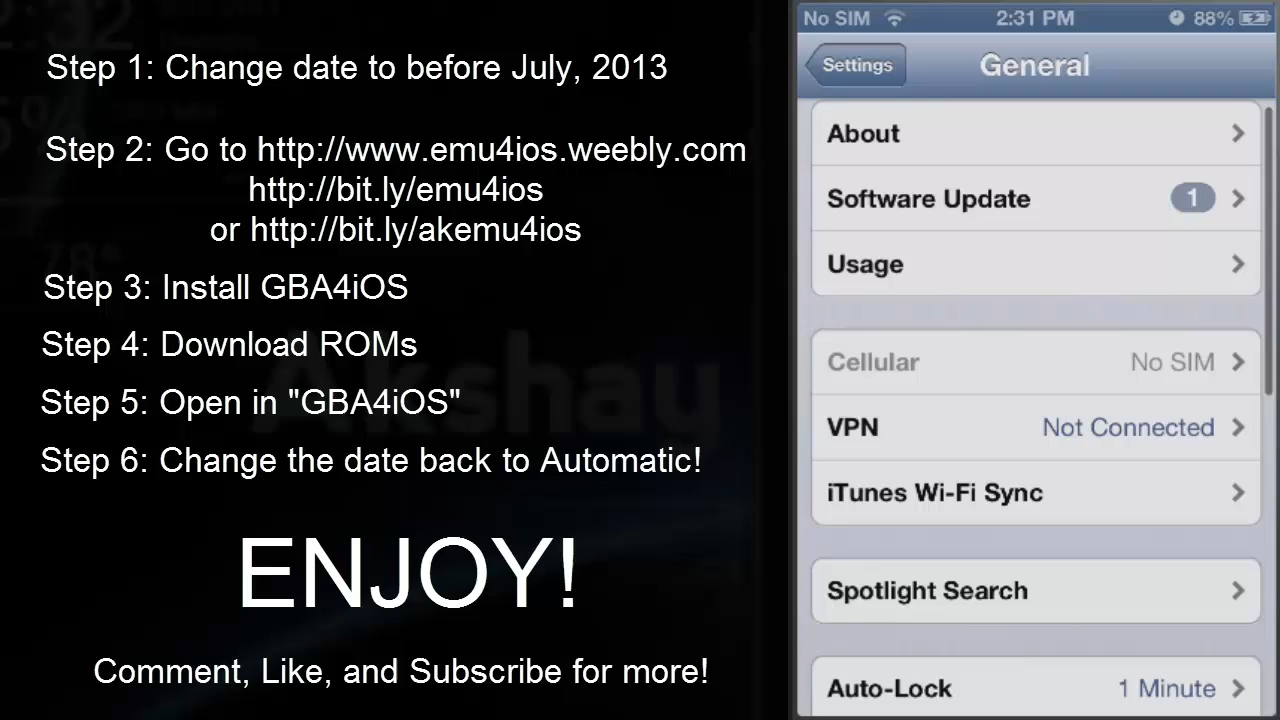 Step 1: Change date to before July, 2013
Step 2: Go to http://www.emu4ios.weebly.com
http://bit.ly/emu4ios
or http://bit.ly/akemu4ios
Step 3: Install GBA4iOS
Step 4: Download ROMs
Step 5: Open in "GBA4iOS"
Step 6: Change the date back to Automatic!
ENJOY!
Comment, Like, and Subscribe for more!
Akshay
No SIM 2:31 PM 88%
Settings General
About
Software Update 1
Usage
Cellular No SIM
VPN Not Connected
iTunes Wi-Fi Sync
Spotlight Search
Auto-Lock 1 Minute